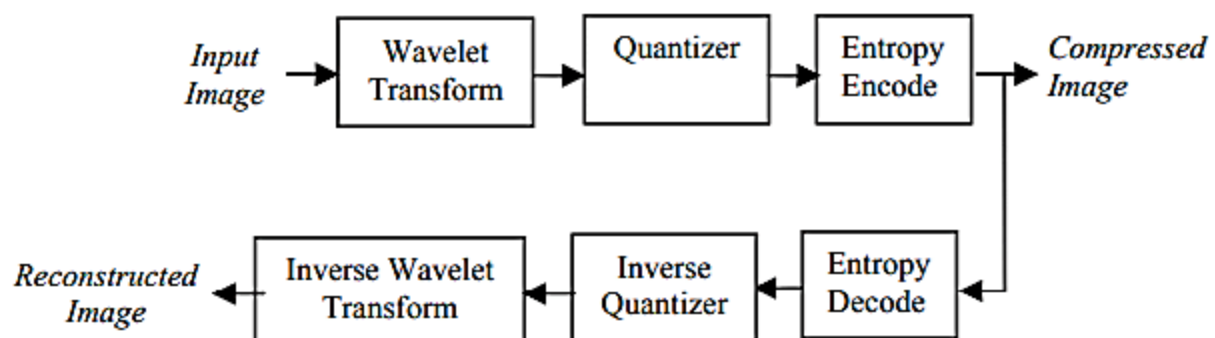 Input
Image
Wavelet
Transform
Quantizer
Entropy
Encode
Compressed
Image
Reconstructed
Image
Inverse Wavelet
Transform
Inverse
Quantizer
Entropy
Decode